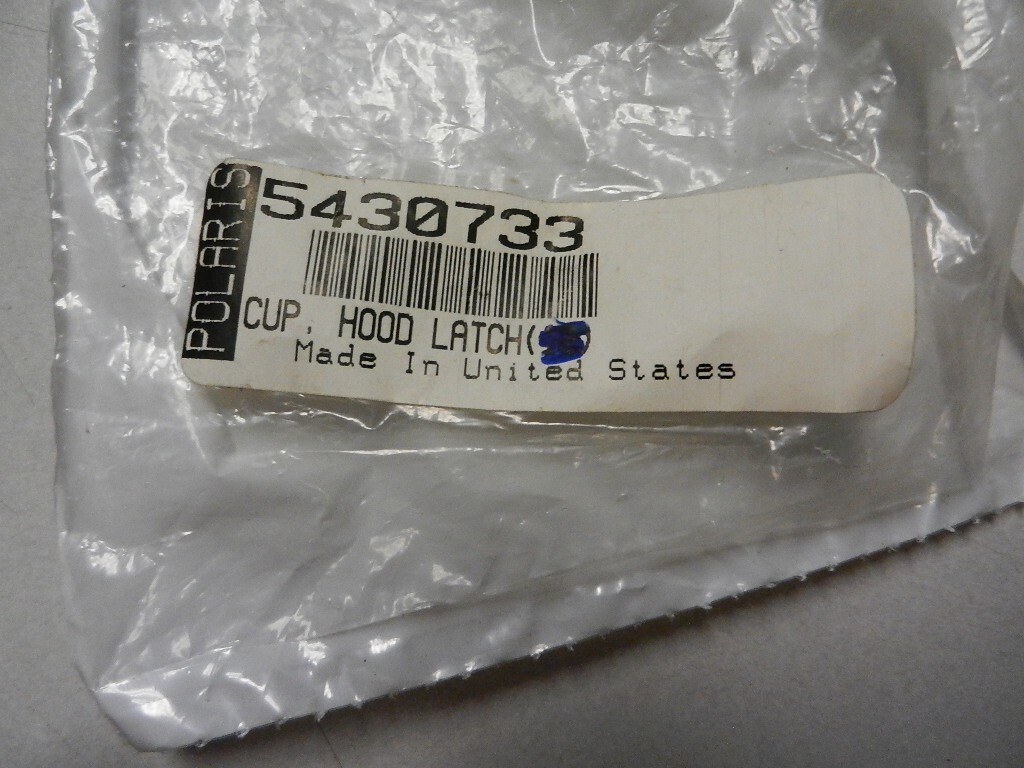 POLARIS
5430733
CUP, HOOD LATCH( )
Made In United States